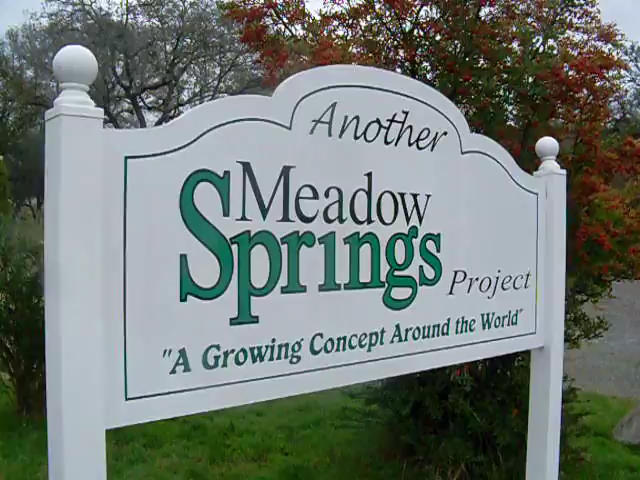 Another
Meadow
Springs
Project
"A Growing Concept Around the World"